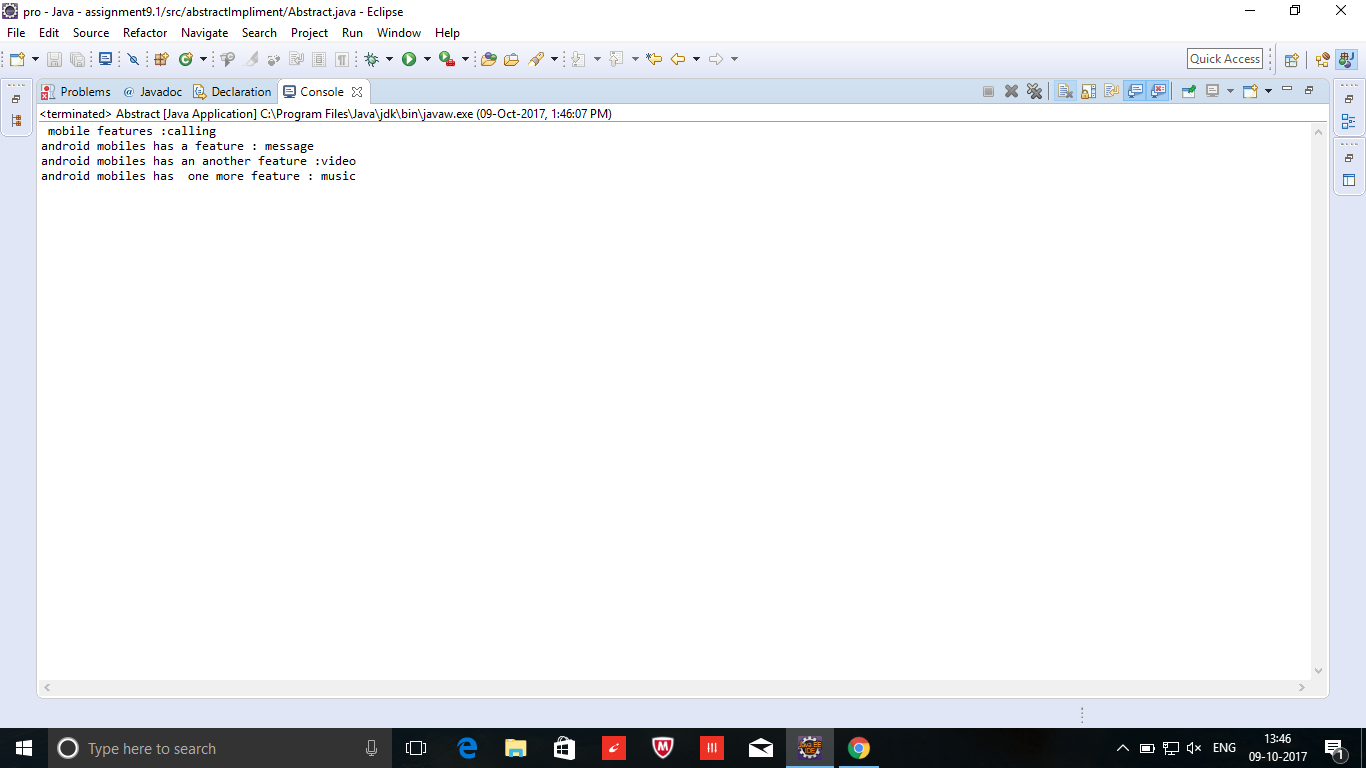 pro - Java - assignment9.1/src/abstractImpliment/Abstract.java - Eclipse
File Edit Source Refactor Navigate Search Project Run Window Help
Quick Access
Problems @ Javadoc Declaration Console
<terminated> Abstract [Java Application] C:\Program Files\Java\jdk\bin\javaw.exe (09-Oct-2017, 1:46:07 PM)
mobile features :calling
android mobiles has a feature : message
android mobiles has an another feature :video
android mobiles has  one more feature : music
Type here to search
ENG
13:46
09-10-2017
1